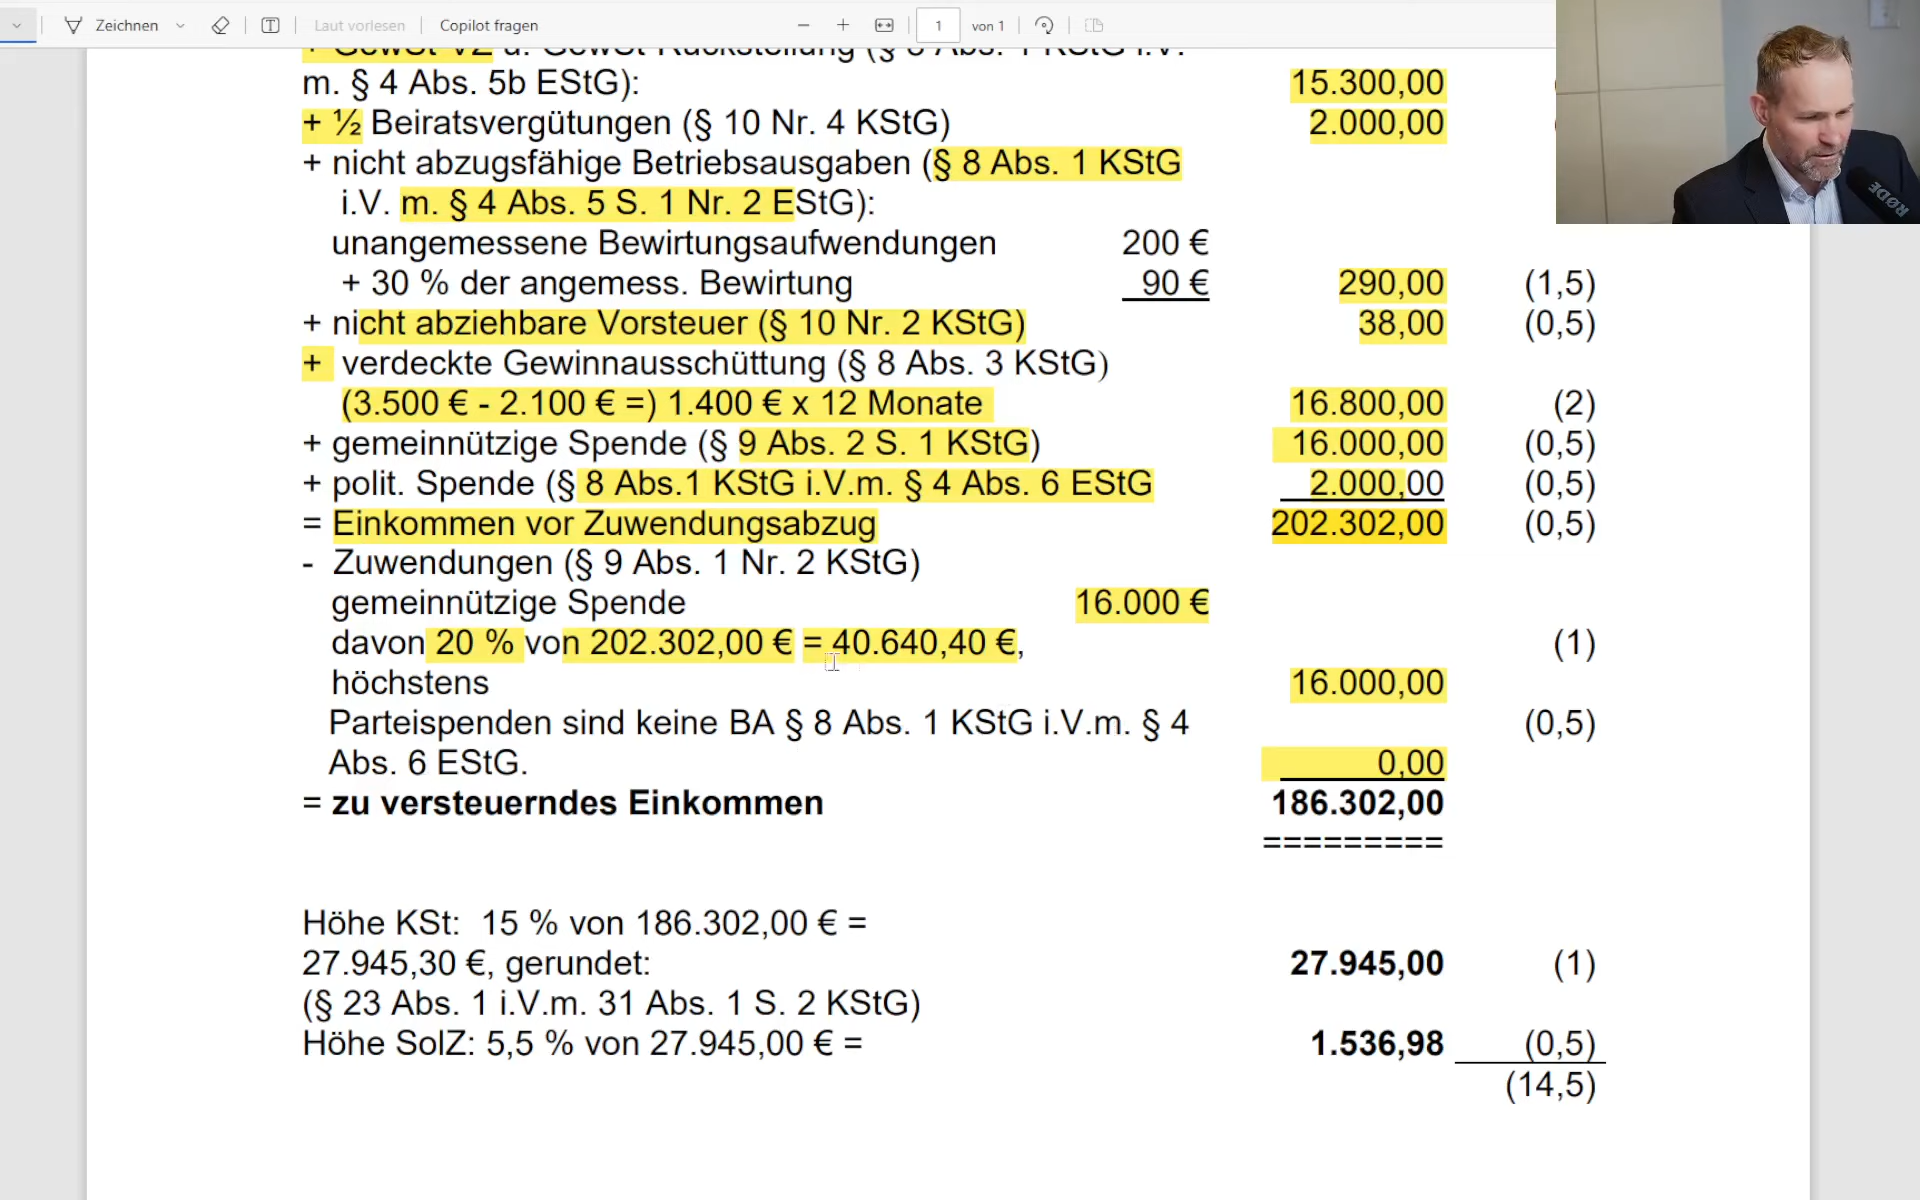 Zeichnen
Laut vorlesen
Copilot fragen
1
von 1
+ GewSt-VZ u. GewSt-Rückstellung (§ 8 Abs. 1 KStG i.V.
m. § 4 Abs. 5b EStG): 15.300,00
+ ½ Beiratsvergütungen (§ 10 Nr. 4 KStG) 2.000,00
+ nicht abzugsfähige Betriebsausgaben (§ 8 Abs. 1 KStG
i.V. m. § 4 Abs. 5 S. 1 Nr. 2 EStG):
unangemessene Bewirtungsaufwendungen 200 €
+ 30 % der angemess. Bewirtung 90 € 290,00 (1,5)
+ nicht abziehbare Vorsteuer (§ 10 Nr. 2 KStG) 38,00 (0,5)
+ verdeckte Gewinnausschüttung (§ 8 Abs. 3 KStG)
(3.500 € - 2.100 € =) 1.400 € x 12 Monate 16.800,00 (2)
+ gemeinnützige Spende (§ 9 Abs. 2 S. 1 KStG) 16.000,00 (0,5)
+ polit. Spende (§ 8 Abs.1 KStG i.V.m. § 4 Abs. 6 EStG 2.000,00 (0,5)
= Einkommen vor Zuwendungsabzug 202.302,00 (0,5)
- Zuwendungen (§ 9 Abs. 1 Nr. 2 KStG)
gemeinnützige Spende 16.000 €
davon 20 % von 202.302,00 € = 40.640,40 €, (1)
höchstens 16.000,00
Parteispenden sind keine BA § 8 Abs. 1 KStG i.V.m. § 4 (0,5)
Abs. 6 EStG. 0,00
= zu versteuerndes Einkommen 186.302,00
=========
Höhe KSt: 15 % von 186.302,00 € =
27.945,30 €, gerundet: 27.945,00 (1)
(§ 23 Abs. 1 i.V.m. 31 Abs. 1 S. 2 KStG)
Höhe SolZ: 5,5 % von 27.945,00 € = 1.536,98 (0,5)
(14,5)
RØDE